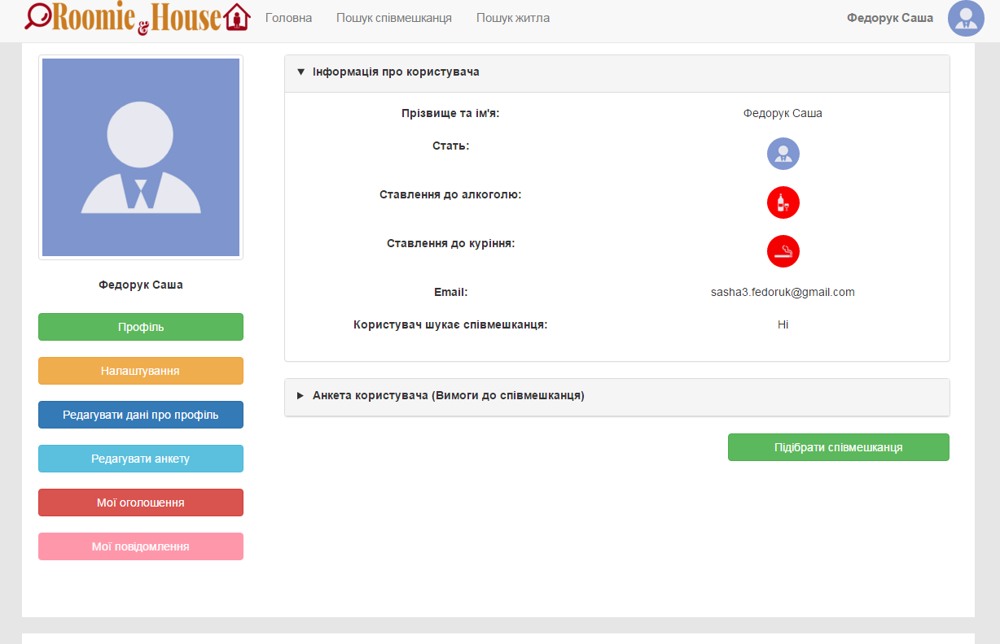 Roomie & House
Головна
Пошук співмешканця
Пошук житла
Федорук Саша
Федорук Саша
Профіль
Налаштування
Редагувати дані про профіль
Редагувати анкету
Мої оголошення
Мої повідомлення
▼ Інформація про користувача
Прізвище та ім'я: Федорук Саша
Стать:
Ставлення до алкоголю:
Ставлення до куріння:
Email: sasha3.fedoruk@gmail.com
Користувач шукає співмешканця: Ні
► Анкета користувача (Вимоги до співмешканця)
Підібрати співмешканця